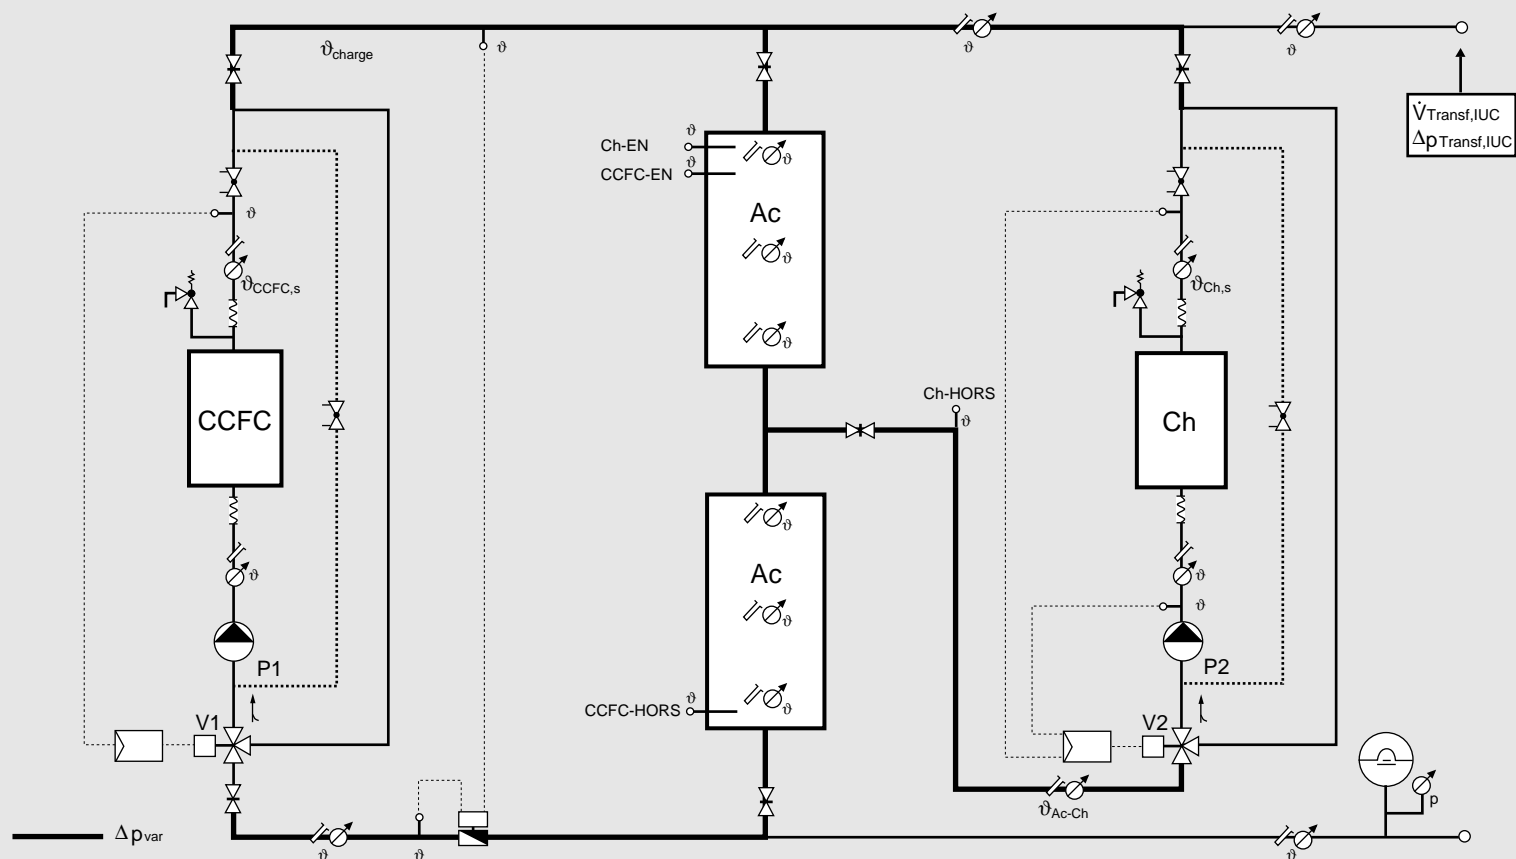 ϑcharge
ϑ
ϑ
ϑ
V̇Transf,IUC
ΔpTransf,IUC
Ch-EN
ϑ
CCFC-EN
ϑ
ϑ
Ac
ϑ
ϑ
ϑ
ϑCCFC,s
ϑCh,s
CCFC
Ch-HORS
ϑ
Ch
ϑ
Ac
ϑ
ϑ
ϑ
ϑ
ϑ
P1
P2
CCFC-HORS
ϑ
ϑ
V1
V2
ϑAc-Ch
p
Δpvar
ϑ
ϑ
ϑ